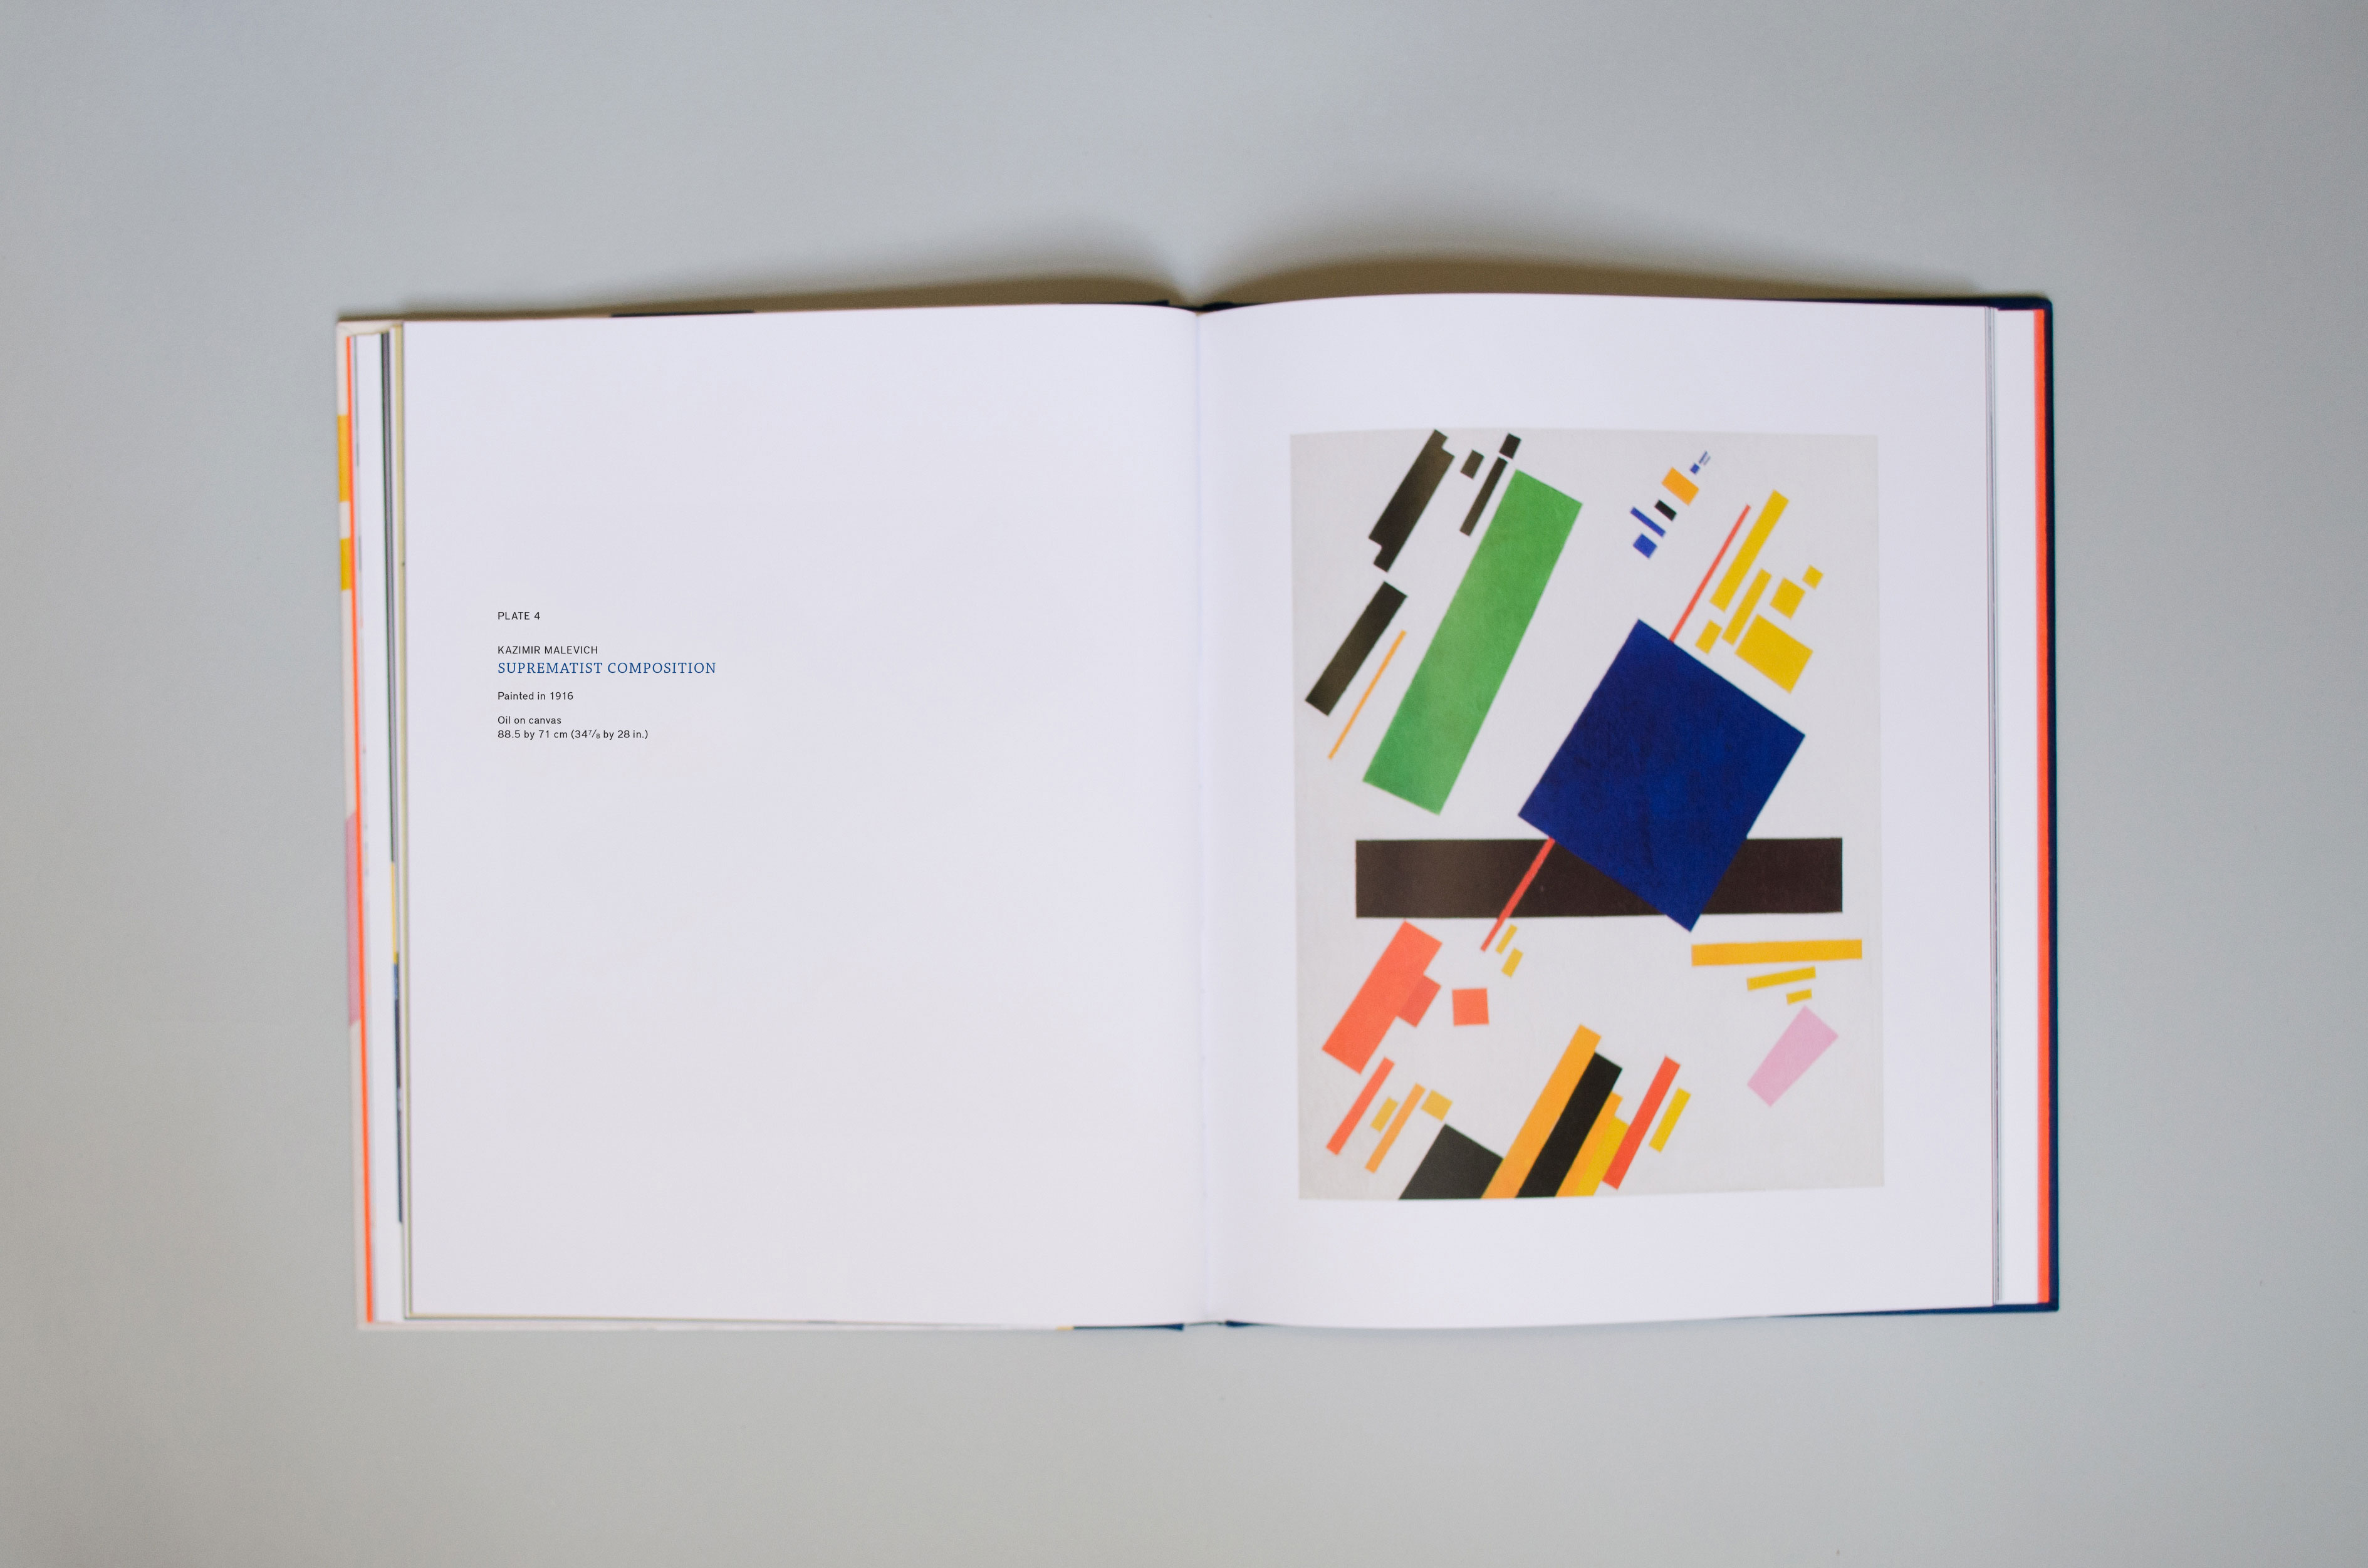 PLATE 4
KAZIMIR MALEVICH
SUPREMATIST COMPOSITION
Painted in 1916
Oil on canvas
88.5 by 71 cm (34⁷/₈ by 28 in.)